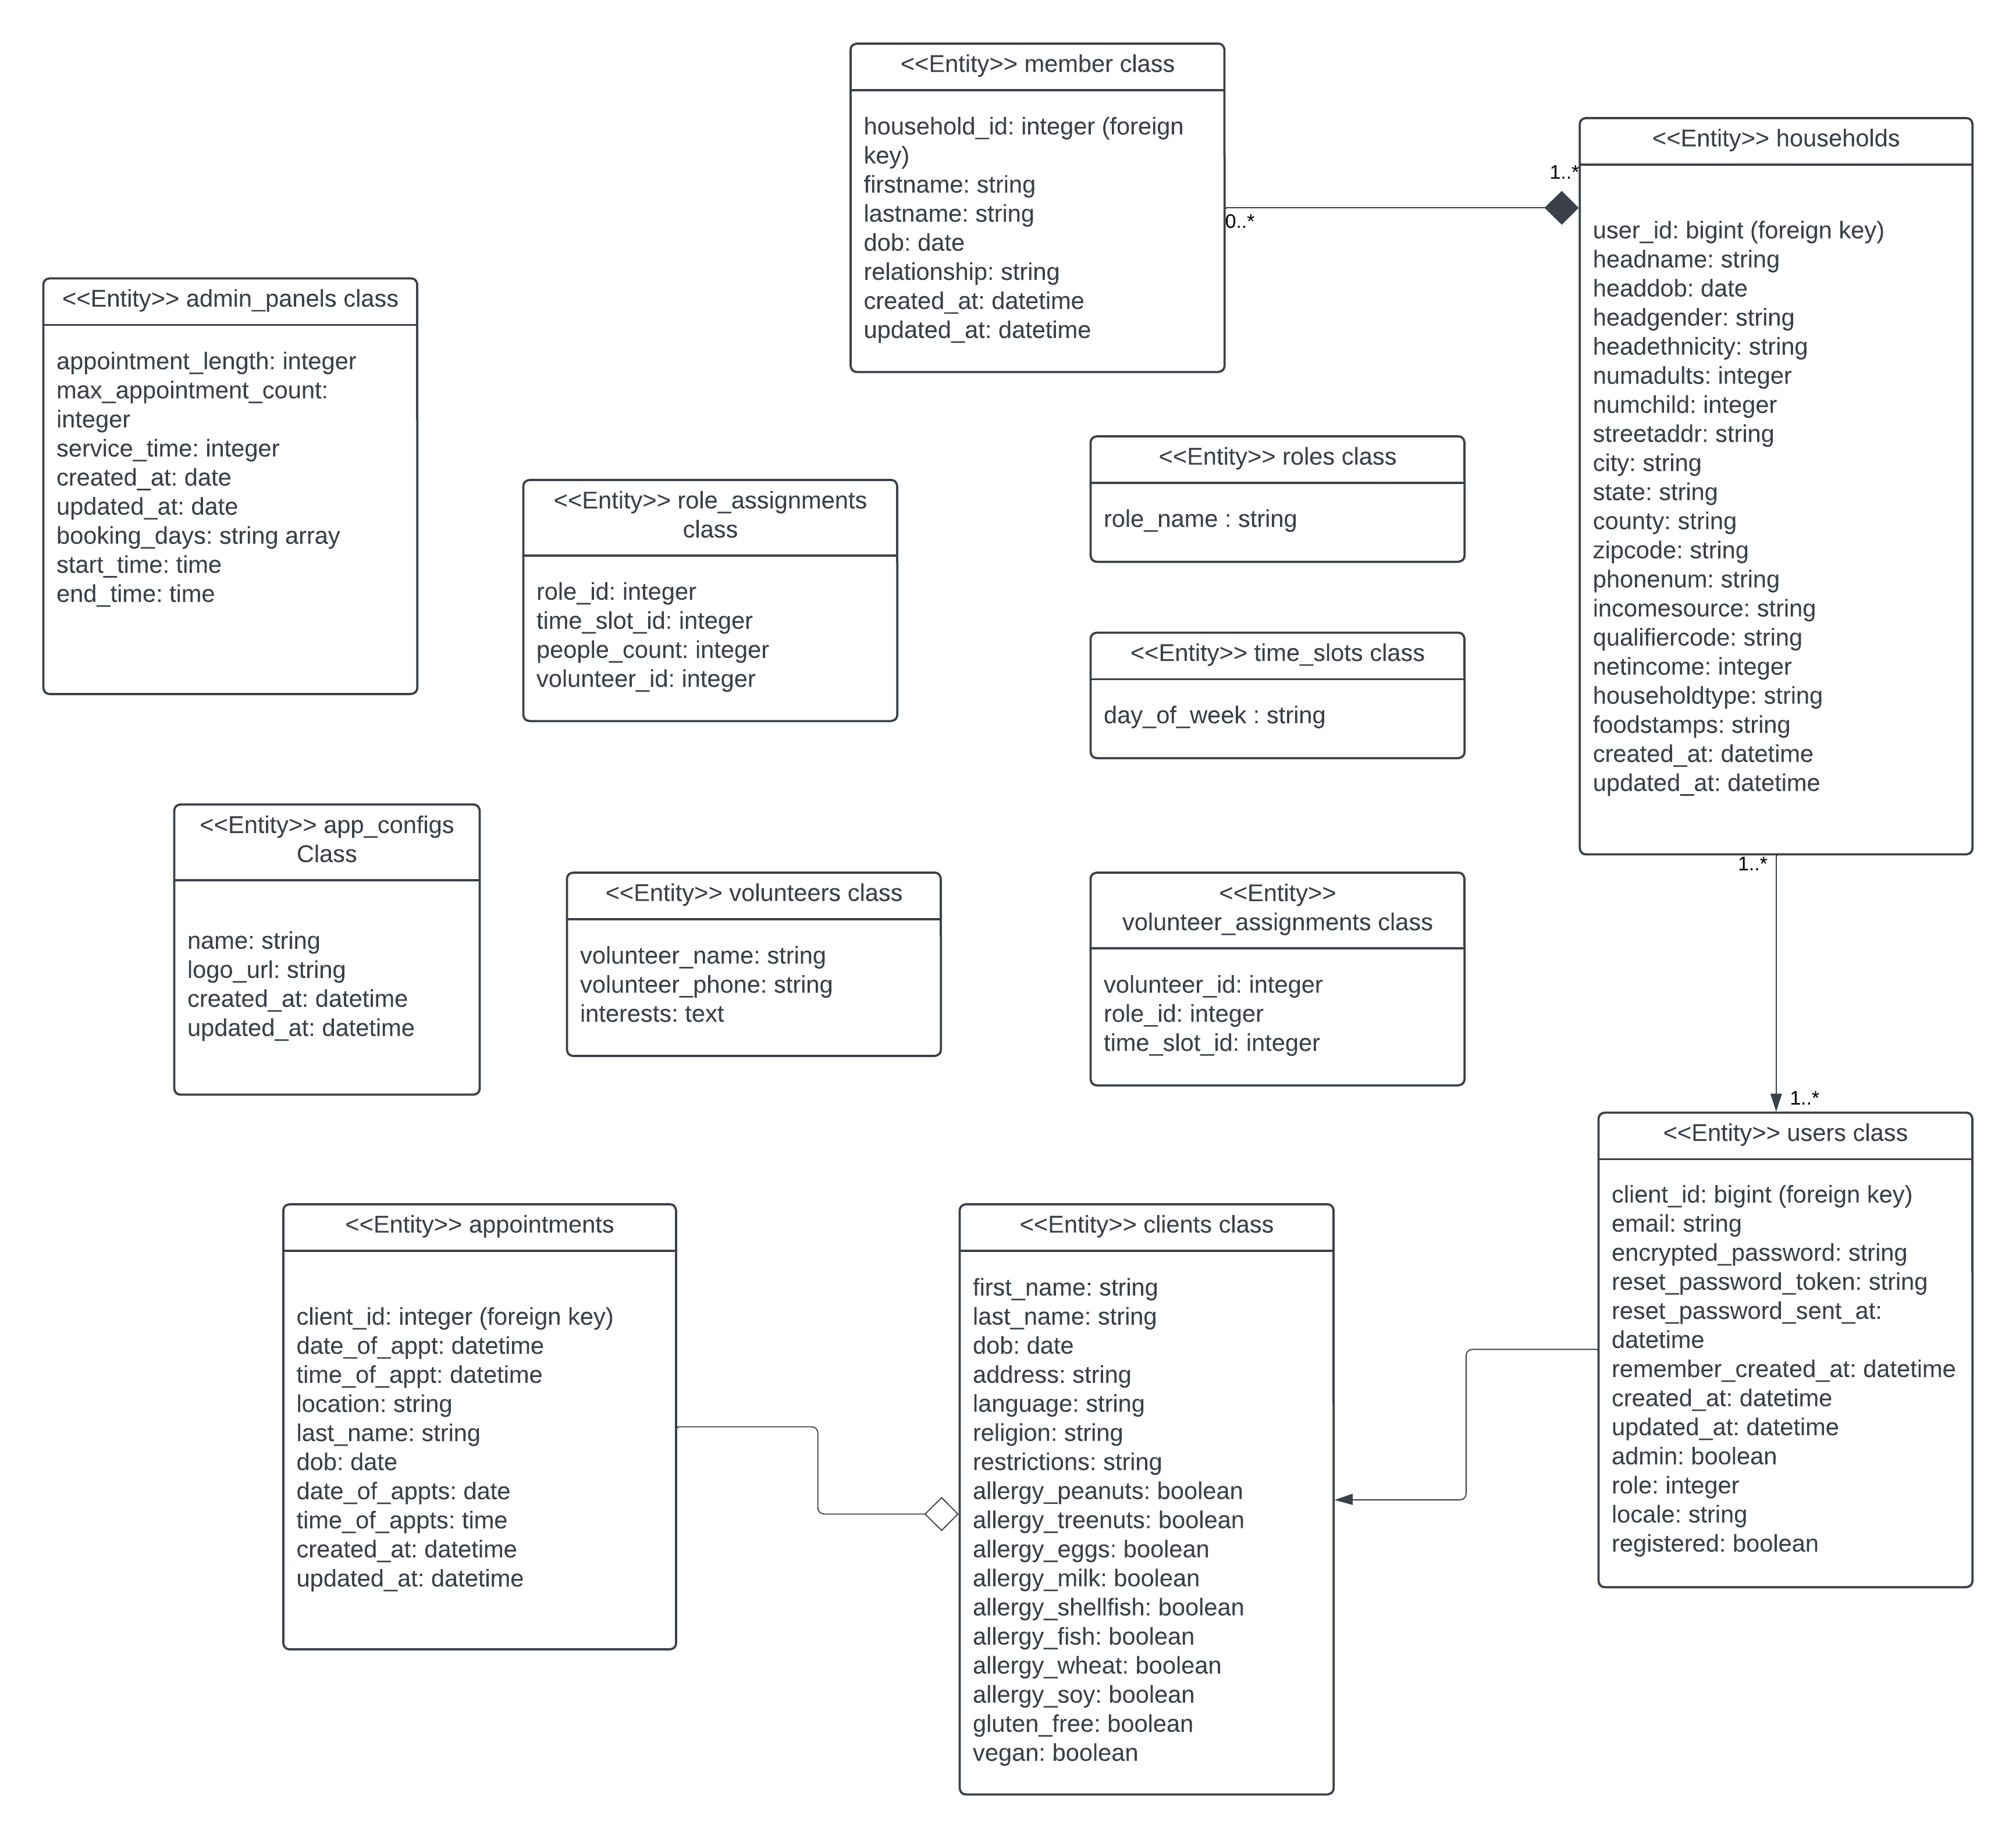 <<Entity>> member class
household_id: integer (foreign
key)
firstname: string
lastname: string
dob: date
relationship: string
created_at: datetime
updated_at: datetime
0..*
1..*
<<Entity>> households
user_id: bigint (foreign key)
headname: string
headdob: date
headgender: string
headethnicity: string
numadults: integer
numchild: integer
streetaddr: string
city: string
state: string
county: string
zipcode: string
phonenum: string
incomesource: string
qualifiercode: string
netincome: integer
householdtype: string
foodstamps: string
created_at: datetime
updated_at: datetime
1..*
<<Entity>> admin_panels class
appointment_length: integer
max_appointment_count:
integer
service_time: integer
created_at: date
updated_at: date
booking_days: string array
start_time: time
end_time: time
<<Entity>> role_assignments
class
role_id: integer
time_slot_id: integer
people_count: integer
volunteer_id: integer
<<Entity>> roles class
role_name : string
<<Entity>> time_slots class
day_of_week : string
<<Entity>> app_configs
Class
name: string
logo_url: string
created_at: datetime
updated_at: datetime
<<Entity>> volunteers class
volunteer_name: string
volunteer_phone: string
interests: text
<<Entity>>
volunteer_assignments class
volunteer_id: integer
role_id: integer
time_slot_id: integer
1..*
<<Entity>> users class
client_id: bigint (foreign key)
email: string
encrypted_password: string
reset_password_token: string
reset_password_sent_at:
datetime
remember_created_at: datetime
created_at: datetime
updated_at: datetime
admin: boolean
role: integer
locale: string
registered: boolean
<<Entity>> appointments
client_id: integer (foreign key)
date_of_appt: datetime
time_of_appt: datetime
location: string
last_name: string
dob: date
date_of_appts: date
time_of_appts: time
created_at: datetime
updated_at: datetime
<<Entity>> clients class
first_name: string
last_name: string
dob: date
address: string
language: string
religion: string
restrictions: string
allergy_peanuts: boolean
allergy_treenuts: boolean
allergy_eggs: boolean
allergy_milk: boolean
allergy_shellfish: boolean
allergy_fish: boolean
allergy_wheat: boolean
allergy_soy: boolean
gluten_free: boolean
vegan: boolean